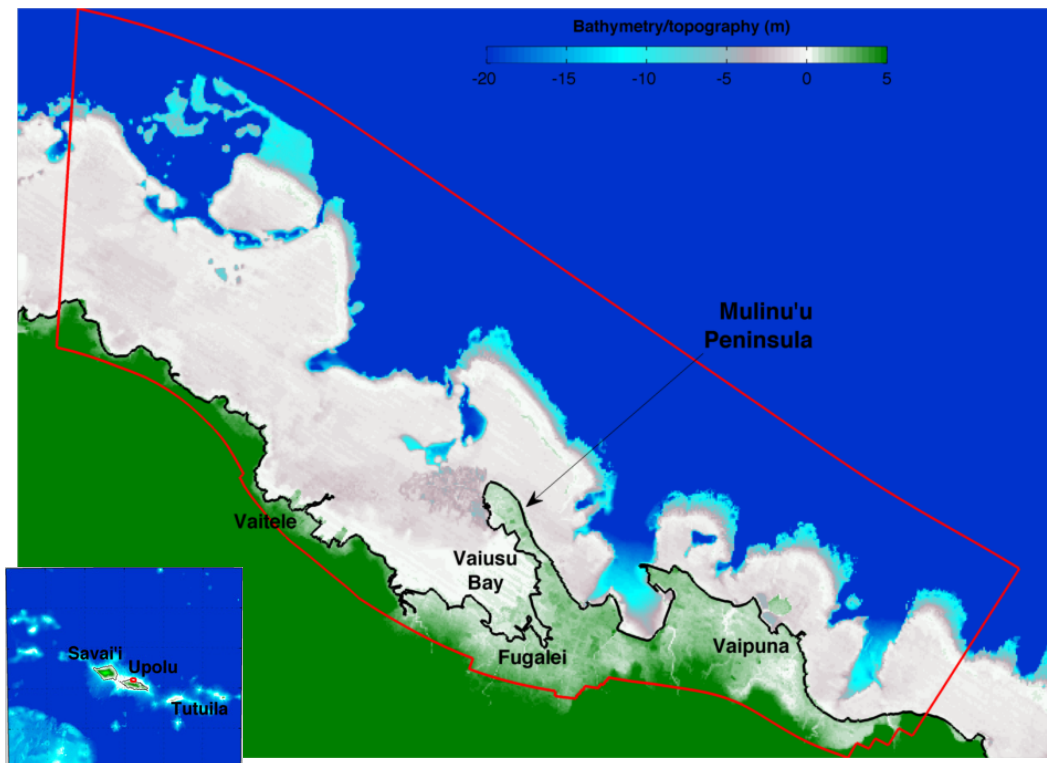 Bathymetry/topography (m)
-20 -15 -10 -5 0 5
Mulinu'u
Peninsula
Vaitele
Vaiusu
Bay
Fugalei
Vaipuna
Savai'i
Upolu
Tutuila